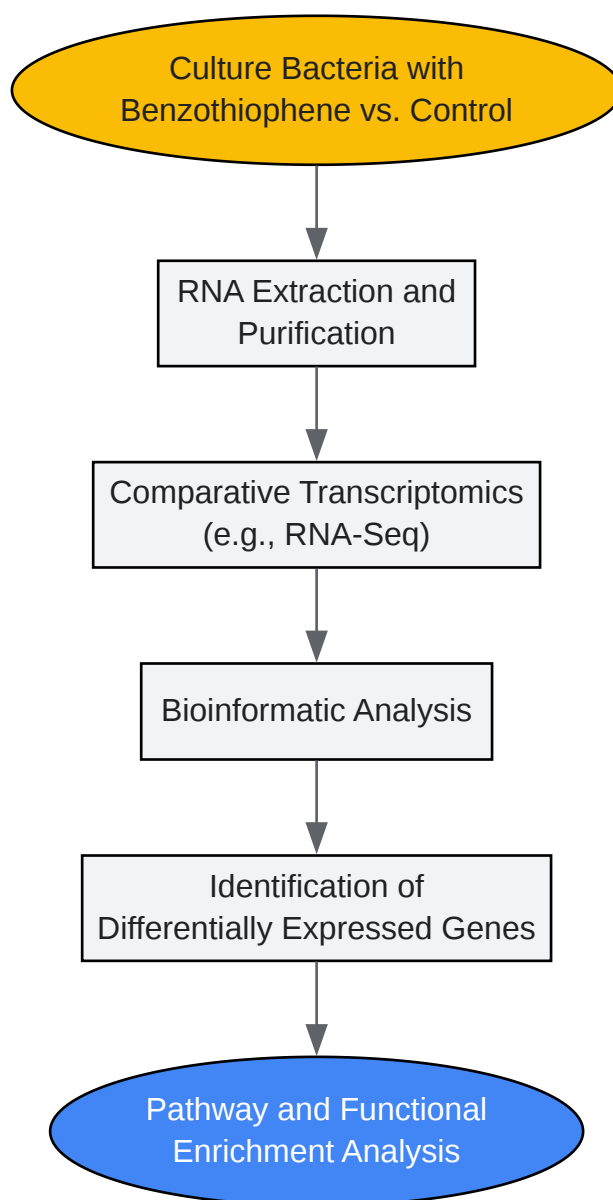 Culture Bacteria with
Benzothiophene vs. Control
RNA Extraction and
Purification
Comparative Transcriptomics
(e.g., RNA-Seq)
Bioinformatic Analysis
Identification of
Differentially Expressed Genes
Pathway and Functional
Enrichment Analysis